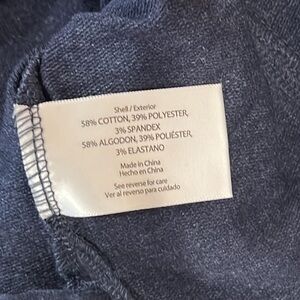 Shell / Exterior
58% COTTON, 39% POLYESTER,
3% SPANDEX
58% ALGODON, 39% POLIÉSTER,
3% ELASTANO
Made in China
Hecho en China
See reverse for care
Ver al reverso para cuidado